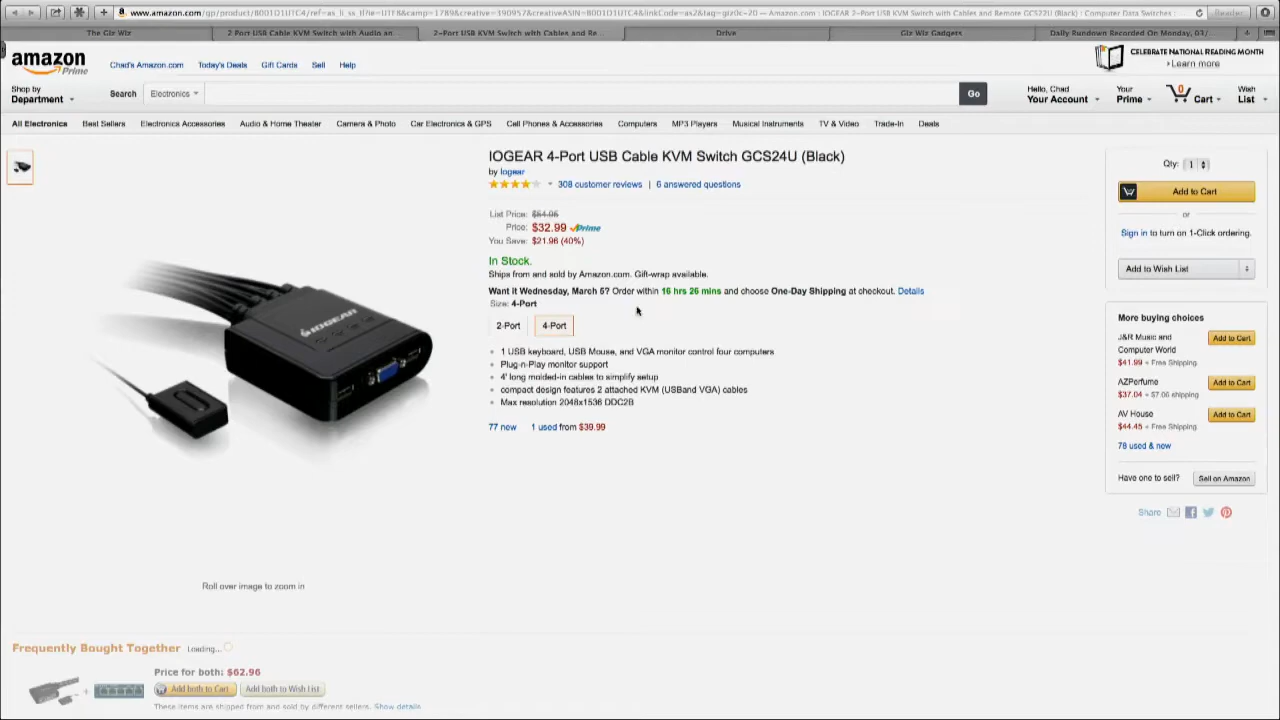 www.amazon.com
Reader
The Giz Wiz
2 Port USB Cable KVM Switch with Audio an...
2-Port USB KVM Switch with Cables and Re...
Drive
Giz Wiz Gadgets
Daily Rundown Recorded On Monday, 03/...
amazon
Prime
Chad's Amazon.com
Today's Deals
Gift Cards
Sell
Help
CELEBRATE NATIONAL READING MONTH
Learn more
Shop by
Department
Search
Electronics
Go
Hello, Chad
Your Account
Your
Prime
0
Cart
Wish
List
All Electronics
Best Sellers
Electronics Accessories
Audio & Home Theater
Camera & Photo
Car Electronics & GPS
Cell Phones & Accessories
Computers
MP3 Players
Musical Instruments
TV & Video
Trade-In
Deals
IOGEAR
Roll over image to zoom in
IOGEAR 4-Port USB Cable KVM Switch GCS24U (Black)
by Iogear
308 customer reviews | 6 answered questions
List Price: $54.95
Price: $32.99 Prime
You Save: $21.96 (40%)
In Stock.
Ships from and sold by Amazon.com. Gift-wrap available.
Want it Wednesday, March 5? Order within 16 hrs 26 mins and choose One-Day Shipping at checkout. Details
Size: 4-Port
2-Port
4-Port
1 USB keyboard, USB Mouse, and VGA monitor control four computers
Plug-n-Play monitor support
4' long molded-in cables to simplify setup
compact design features 2 attached KVM (USBand VGA) cables
Max resolution 2048x1536 DDC2B
77 new 1 used from $39.99
Qty: 1
Add to Cart
or
Sign in to turn on 1-Click ordering.
Add to Wish List
More buying choices
J&R Music and
Computer World
$41.99 + Free Shipping
Add to Cart
AZPerfume
$37.04 + $7.06 shipping
Add to Cart
AV House
$44.45 + Free Shipping
Add to Cart
78 used & new
Have one to sell?
Sell on Amazon
Share
Frequently Bought Together
Loading...
Price for both: $62.96
+
Add both to Cart
Add both to Wish List
These items are shipped from and sold by different sellers. Show details